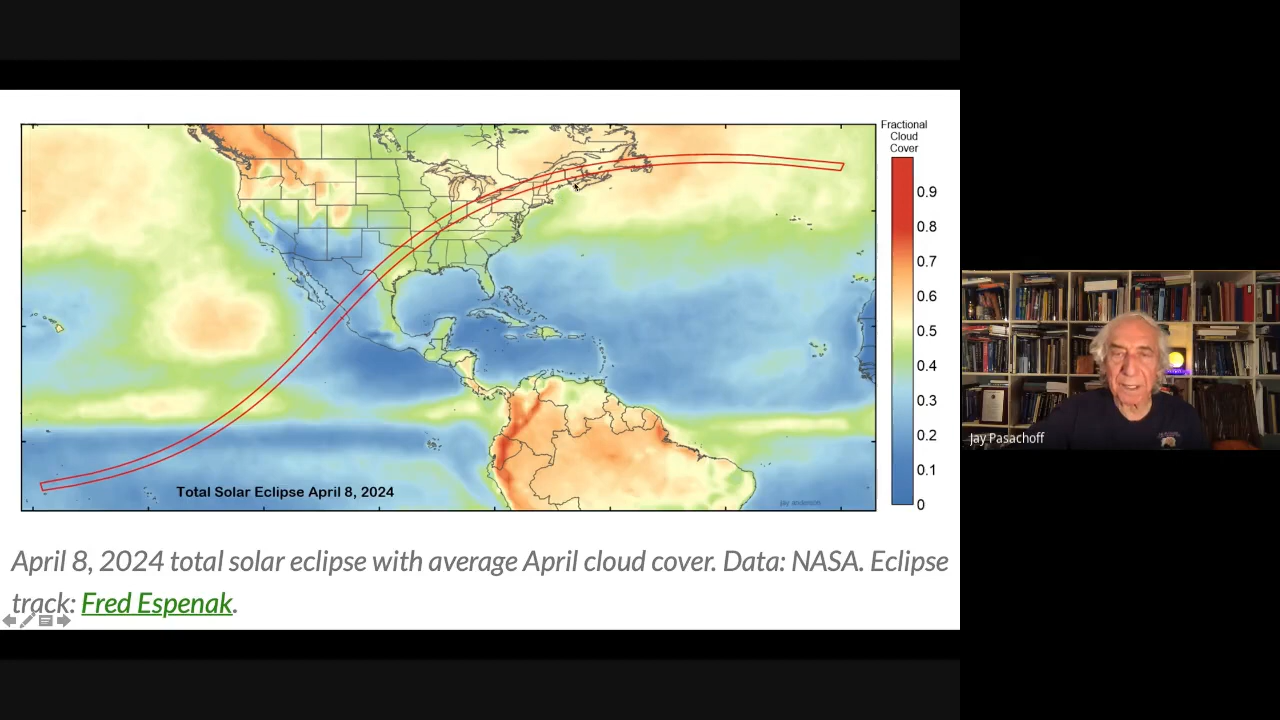 Fractional
Cloud
Cover
0.9
0.8
0.7
0.6
0.5
0.4
0.3
0.2
0.1
0
Total Solar Eclipse April 8, 2024
jay anderson
April 8, 2024 total solar eclipse with average April cloud cover. Data: NASA. Eclipse
track: Fred Espenak.
Jay Pasachoff